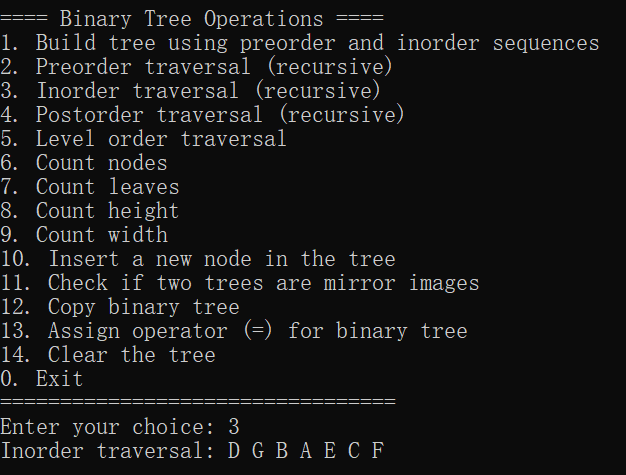 ==== Binary Tree Operations ====
1. Build tree using preorder and inorder sequences
2. Preorder traversal (recursive)
3. Inorder traversal (recursive)
4. Postorder traversal (recursive)
5. Level order traversal
6. Count nodes
7. Count leaves
8. Count height
9. Count width
10. Insert a new node in the tree
11. Check if two trees are mirror images
12. Copy binary tree
13. Assign operator (=) for binary tree
14. Clear the tree
0. Exit
=================================
Enter your choice: 3
Inorder traversal: D G B A E C F